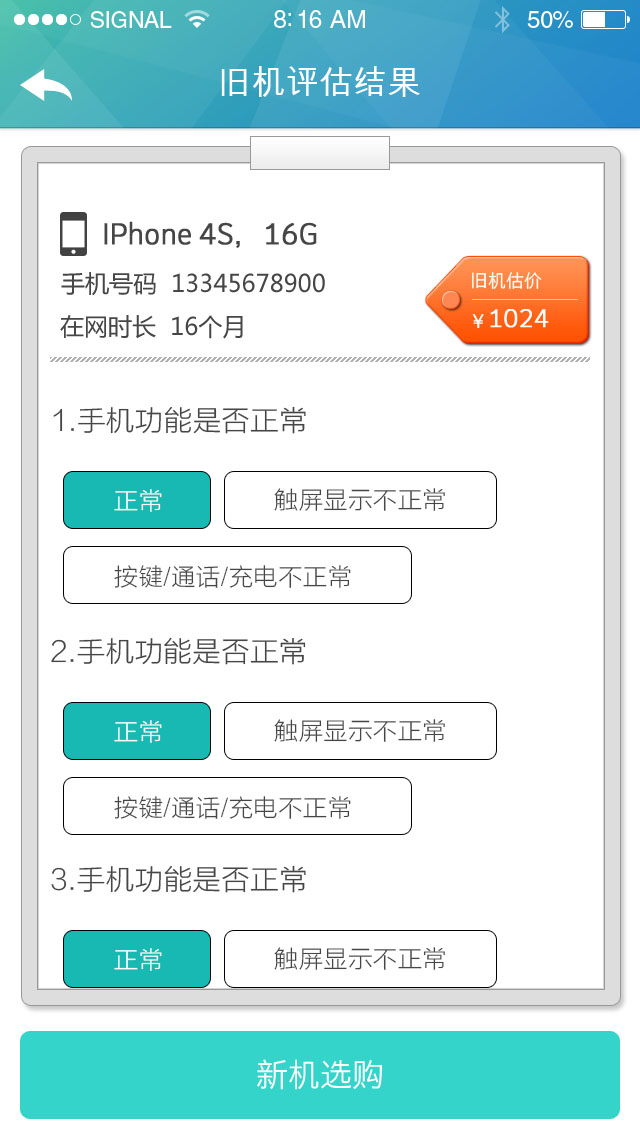 SIGNAL 8:16 AM 50%
旧机评估结果
IPhone 4S, 16G
手机号码 13345678900
旧机估价
在网时长 16个月
¥1024
1.手机功能是否正常
正常 触屏显示不正常
按键/通话/充电不正常
2.手机功能是否正常
正常 触屏显示不正常
按键/通话/充电不正常
3.手机功能是否正常
正常 触屏显示不正常
新机选购